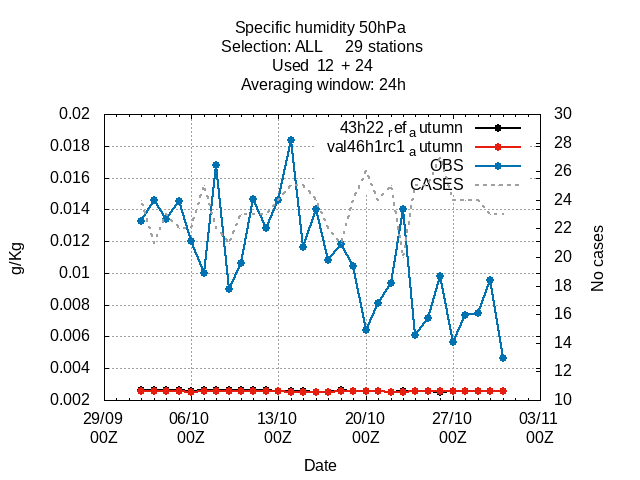 Specific humidity 50hPa
Selection: ALL 29 stations
Used 12 + 24
Averaging window: 24h
0.02
0.018
0.016
0.014
0.012
0.01
0.008
0.006
0.004
0.002
g/Kg
43h22 ref a utumn
val46h1rc1 a utumn
OBS
CASES
30
28
26
24
22
20
18
16
14
12
10
No cases
29/09 06/10 13/10 20/10 27/10 03/11
00Z 00Z 00Z 00Z 00Z 00Z
Date